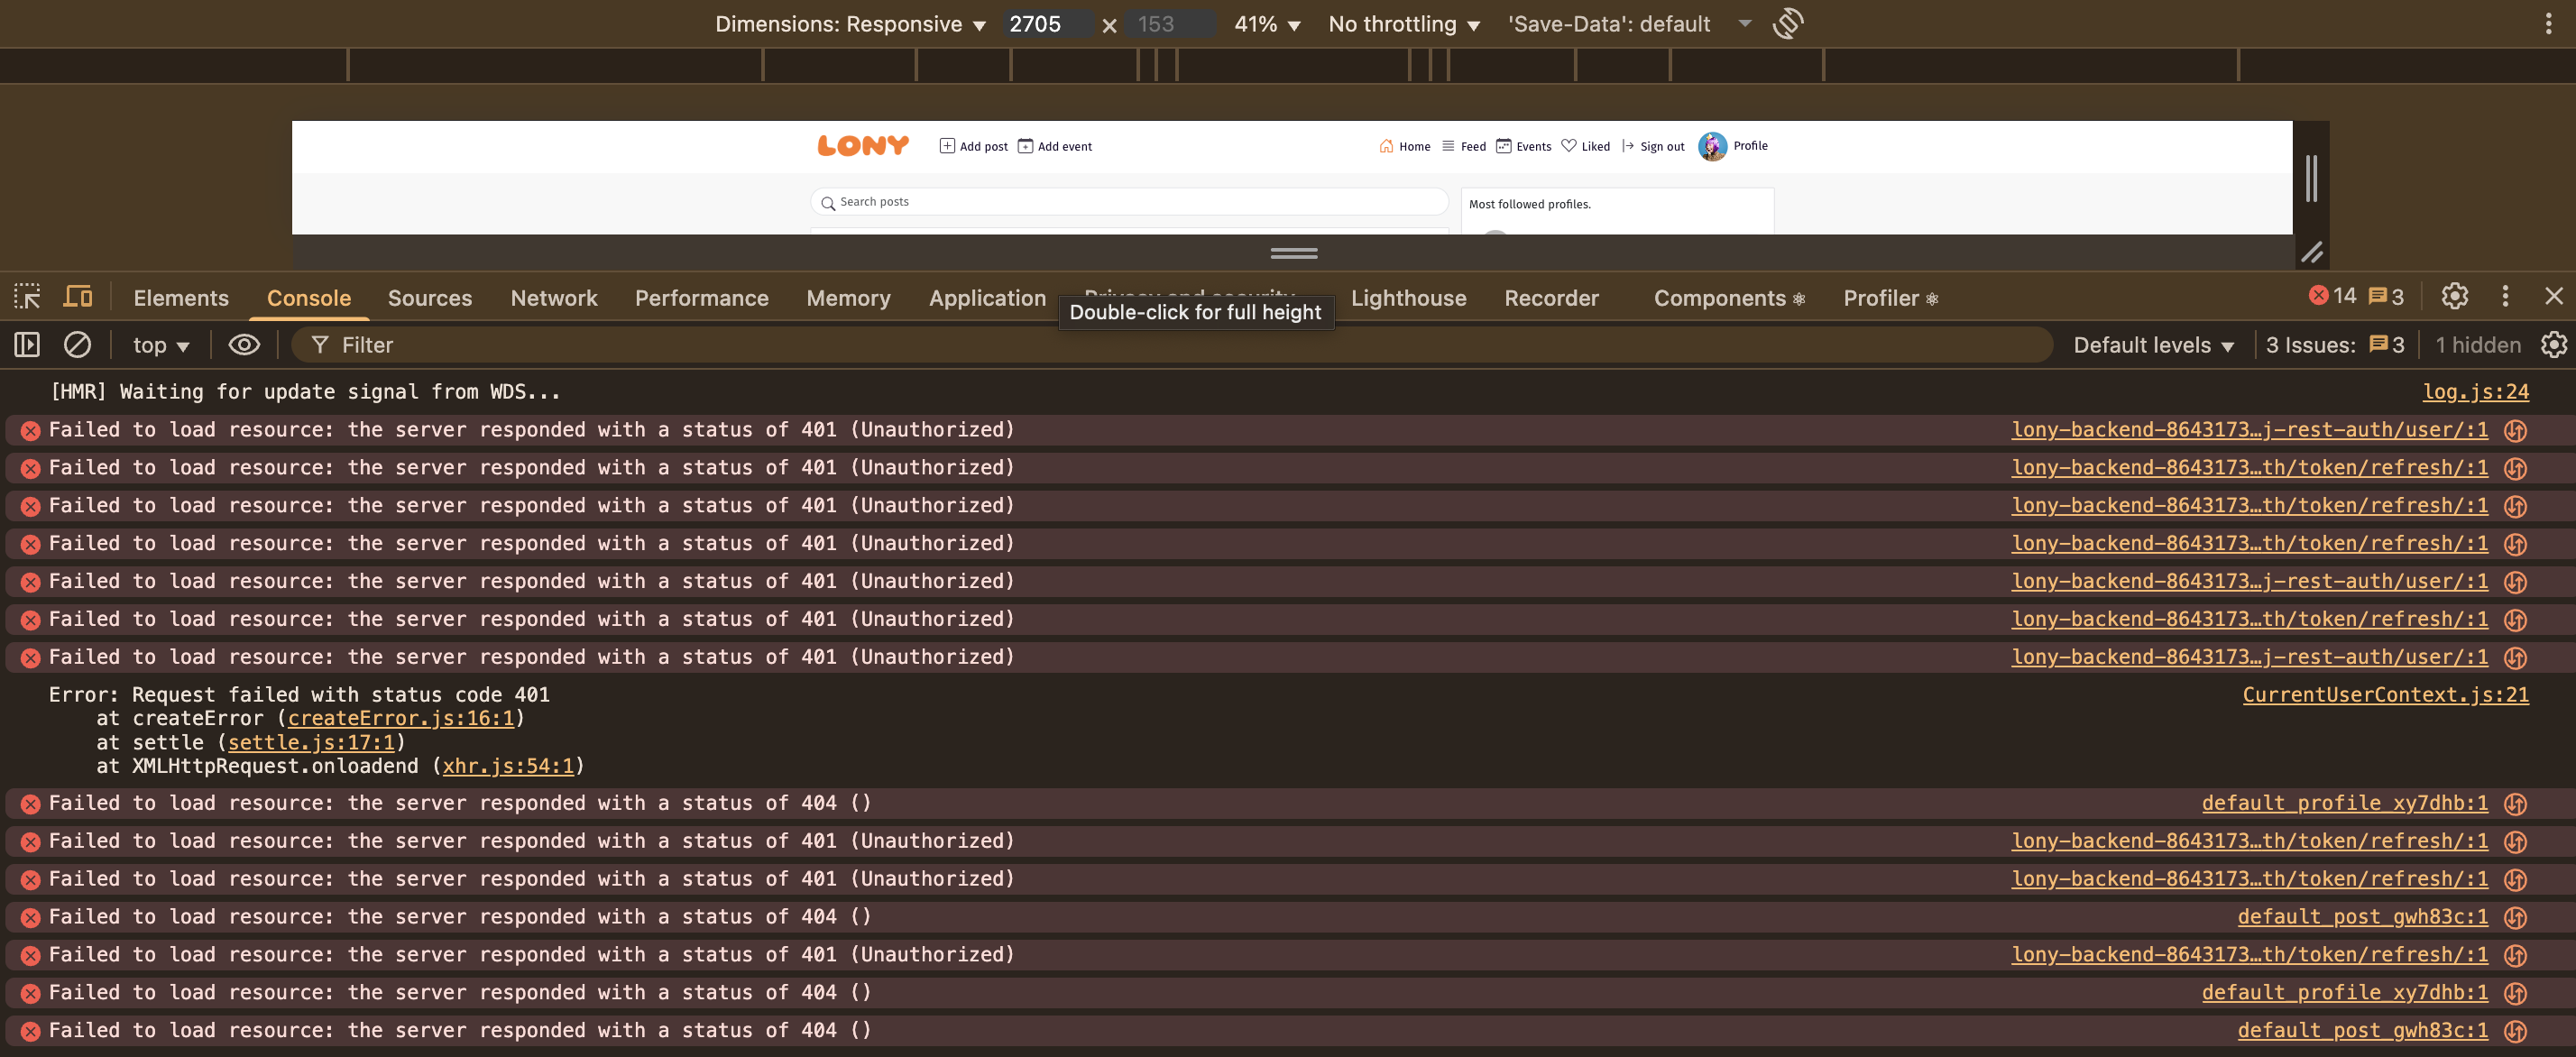 Dimensions: Responsive ▼ 2705 × 153 41% ▼ No throttling ▼ 'Save-Data': default
LONY Add post Add event Home Feed Events Liked Sign out Profile
Search posts
Most followed profiles.
Elements Console Sources Network Performance Memory Application Privacy and security Lighthouse Recorder Components ⚛ Profiler ⚛ 14 3
Double-click for full height
top ▼ Filter Default levels ▼ 3 Issues: 3 1 hidden
[HMR] Waiting for update signal from WDS... log.js:24
Failed to load resource: the server responded with a status of 401 (Unauthorized) lony-backend-8643173…j-rest-auth/user/:1
Failed to load resource: the server responded with a status of 401 (Unauthorized) lony-backend-8643173…th/token/refresh/:1
Failed to load resource: the server responded with a status of 401 (Unauthorized) lony-backend-8643173…th/token/refresh/:1
Failed to load resource: the server responded with a status of 401 (Unauthorized) lony-backend-8643173…th/token/refresh/:1
Failed to load resource: the server responded with a status of 401 (Unauthorized) lony-backend-8643173…j-rest-auth/user/:1
Failed to load resource: the server responded with a status of 401 (Unauthorized) lony-backend-8643173…th/token/refresh/:1
Failed to load resource: the server responded with a status of 401 (Unauthorized) lony-backend-8643173…j-rest-auth/user/:1
Error: Request failed with status code 401 CurrentUserContext.js:21
at createError (createError.js:16:1)
at settle (settle.js:17:1)
at XMLHttpRequest.onloadend (xhr.js:54:1)
Failed to load resource: the server responded with a status of 404 () default_profile_xy7dhb:1
Failed to load resource: the server responded with a status of 401 (Unauthorized) lony-backend-8643173…th/token/refresh/:1
Failed to load resource: the server responded with a status of 401 (Unauthorized) lony-backend-8643173…th/token/refresh/:1
Failed to load resource: the server responded with a status of 404 () default_post_gwh83c:1
Failed to load resource: the server responded with a status of 401 (Unauthorized) lony-backend-8643173…th/token/refresh/:1
Failed to load resource: the server responded with a status of 404 () default_profile_xy7dhb:1
Failed to load resource: the server responded with a status of 404 () default_post_gwh83c:1